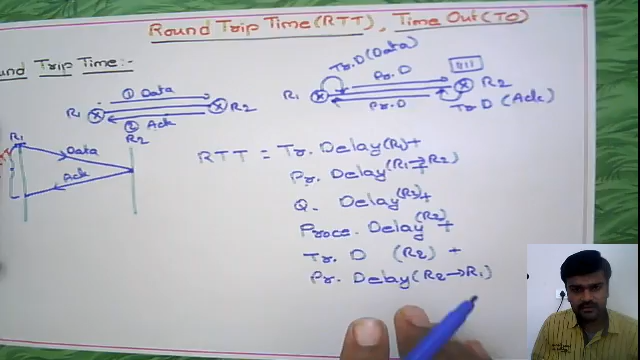 Round Trip Time(RTT), Time Out(TO)
und Trip Time:-
① Data
R1 R2
② Ack
Tr.D(Data)
Pr. D
R1 R2
Pr. D
Tr D (Ack)
R1 R2
Data
Ack
RTT = Tr. Delay(R1)+
Pr. Delay(R1→R2)+
Q. Delay(R2)+
Proce. Delay(R2)+
Tr. D (R2) +
Pr. Delay(R2→R1)